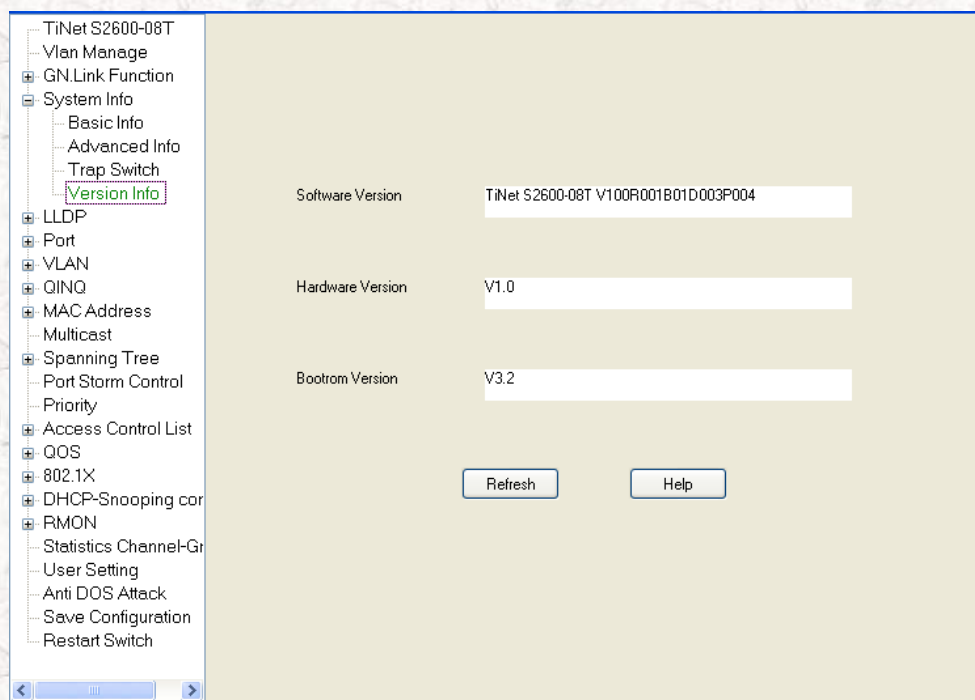 TiNet S2600-08T
Vlan Manage
GN.Link Function
System Info
Basic Info
Advanced Info
Trap Switch
Version Info
LLDP
Port
VLAN
QINQ
MAC Address
Multicast
Spanning Tree
Port Storm Control
Priority
Access Control List
QOS
802.1X
DHCP-Snooping cor
RMON
Statistics Channel-Gr
User Setting
Anti DOS Attack
Save Configuration
Restart Switch
Software Version TiNet S2600-08T V100R001B01D003P004
Hardware Version V1.0
Bootrom Version V3.2
Refresh Help